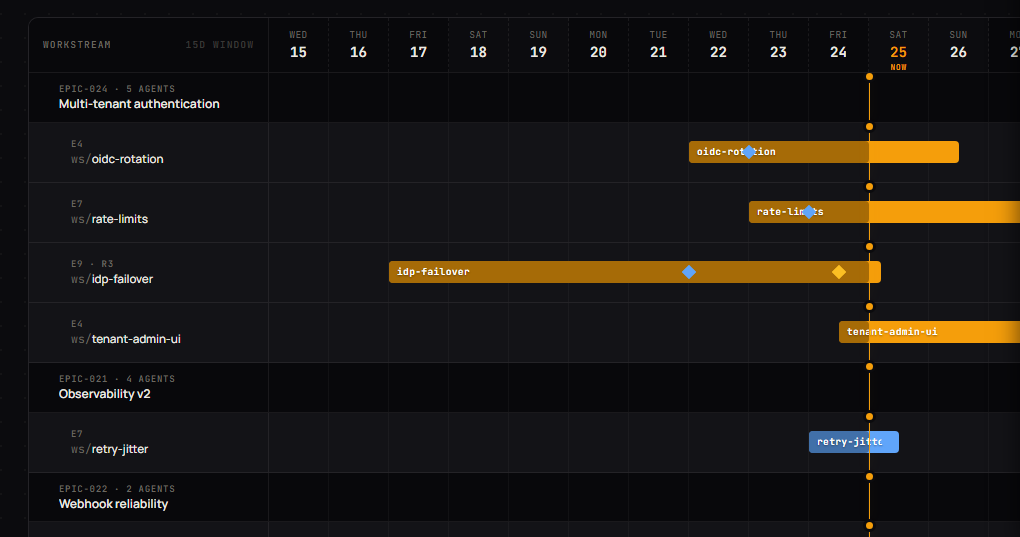 WORKSTREAM 15D WINDOW
WED THU FRI SAT SUN MON TUE WED THU FRI SAT SUN
15 16 17 18 19 20 21 22 23 24 25 26
NOW
EPIC-024 · 5 AGENTS
Multi-tenant authentication
E4
ws/oidc-rotation
oidc-rotation
E7
ws/rate-limits
rate-limits
E9 · R3
ws/idp-failover
idp-failover
E4
ws/tenant-admin-ui
tenant-admin-ui
EPIC-021 · 4 AGENTS
Observability v2
E7
ws/retry-jitter
EPIC-022 · 2 AGENTS
Webhook reliability